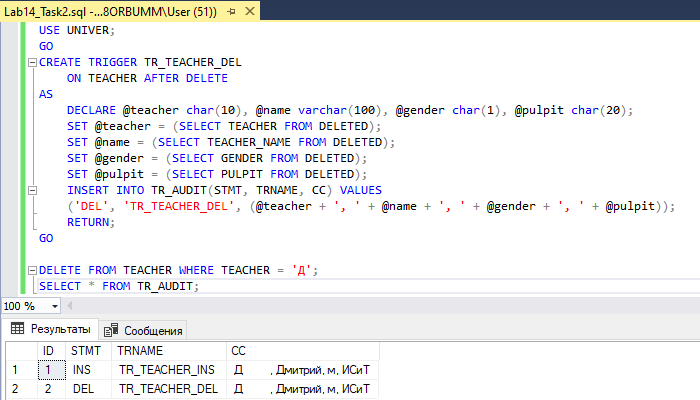 Lab14_Task2.sql -...8ORBUMM\User (51))
USE UNIVER;
GO
CREATE TRIGGER TR_TEACHER_DEL
ON TEACHER AFTER DELETE
AS
DECLARE @teacher char(10), @name varchar(100), @gender char(1), @pulpit char(20);
SET @teacher = (SELECT TEACHER FROM DELETED);
SET @name = (SELECT TEACHER_NAME FROM DELETED);
SET @gender = (SELECT GENDER FROM DELETED);
SET @pulpit = (SELECT PULPIT FROM DELETED);
INSERT INTO TR_AUDIT(STMT, TRNAME, CC) VALUES
('DEL', 'TR_TEACHER_DEL', (@teacher + ', ' + @name + ', ' + @gender + ', ' + @pulpit));
RETURN;
GO
DELETE FROM TEACHER WHERE TEACHER = 'Д';
SELECT * FROM TR_AUDIT;
100 %
Результаты Сообщения
ID STMT TRNAME CC
1 1 INS TR_TEACHER_INS Д , Дмитрий, м, ИСиТ
2 2 DEL TR_TEACHER_DEL Д , Дмитрий, м, ИСиТ